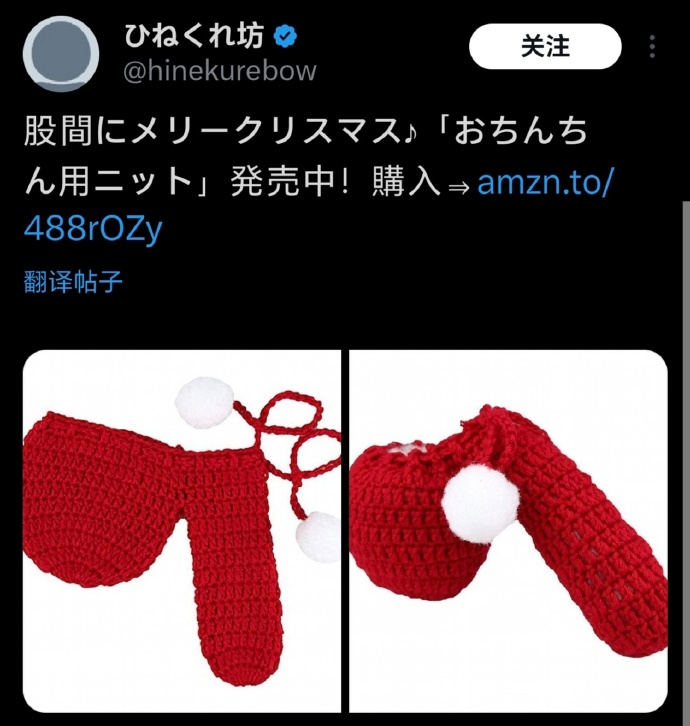 ひねくれ坊
关注
@hinekurebow
股間にメリークリスマス♪「おちんち
ん用ニット」発売中！購入⇒amzn.to/
488rOZy
翻译帖子